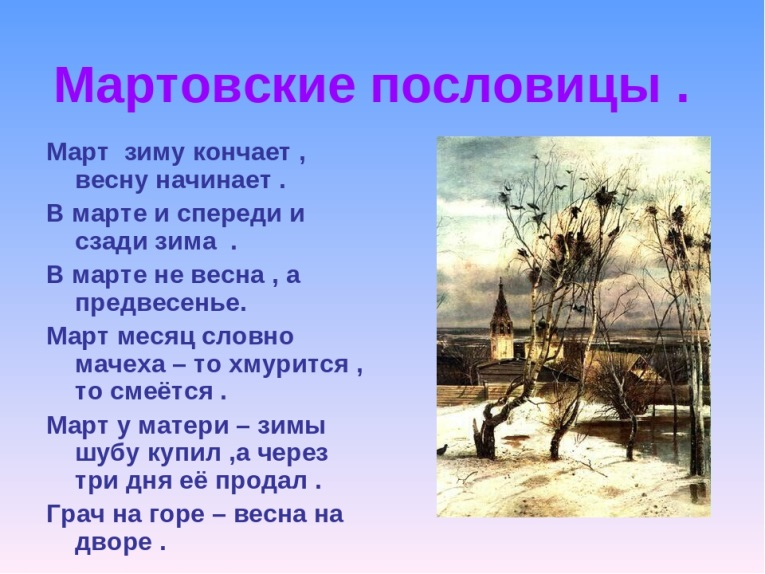 Мартовские пословицы .
Март  зиму кончает ,
весну начинает .
В марте и спереди и
сзади зима  .
В марте не весна , а
предвесенье.
Март месяц словно
мачеха – то хмурится ,
то смеётся .
Март у матери – зимы
шубу купил ,а через
три дня её продал .
Грач на горе – весна на
дворе .